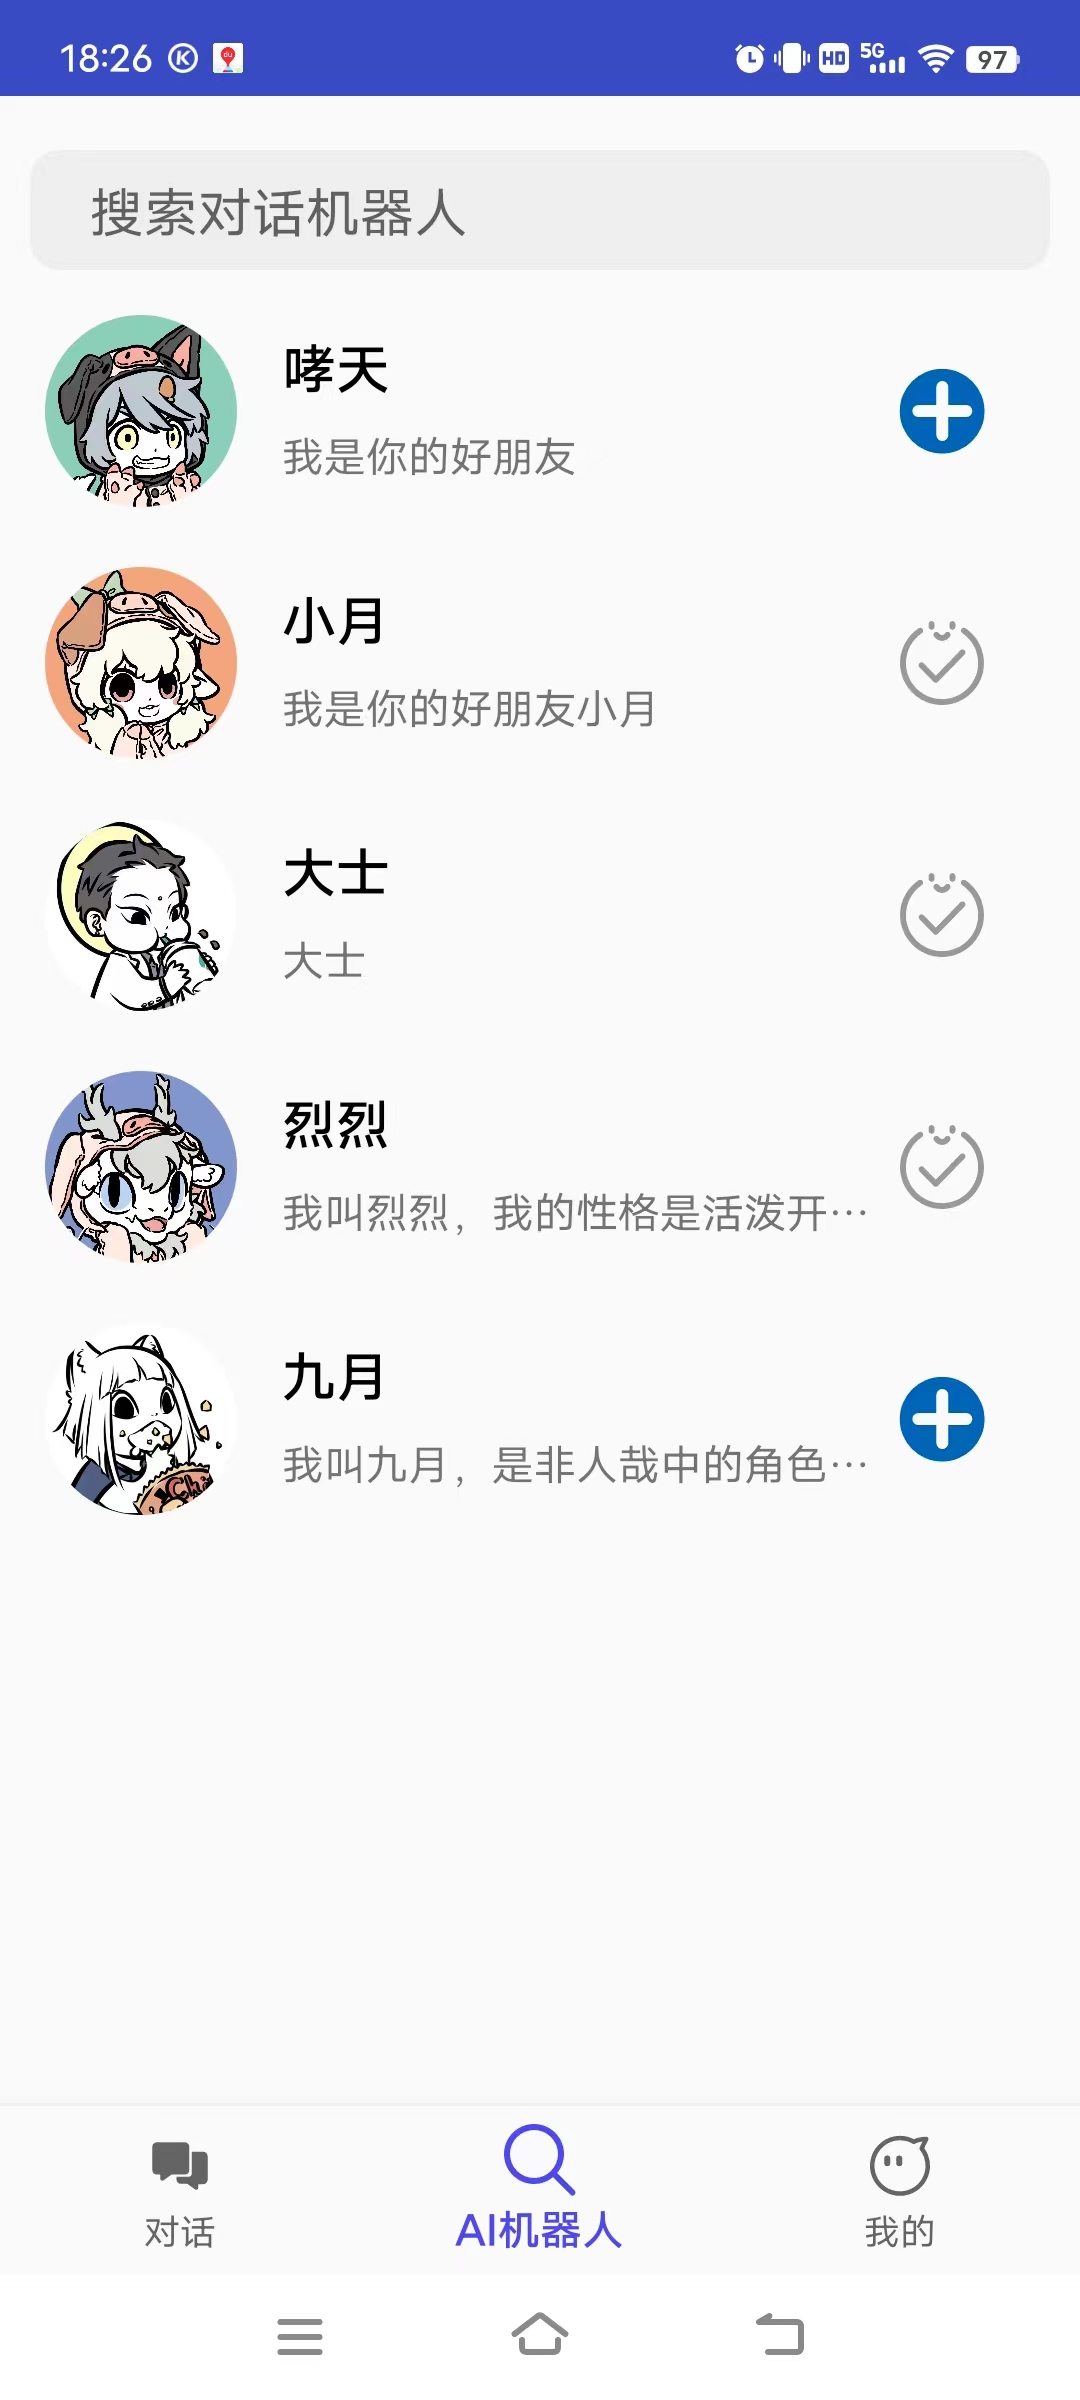 18:26
HD 5G 97
搜索对话机器人
哮天
我是你的好朋友
小月
我是你的好朋友小月
大士
大士
烈烈
我叫烈烈，我的性格是活泼开…
九月
我叫九月，是非人哉中的角色…
对话
AI机器人
我的